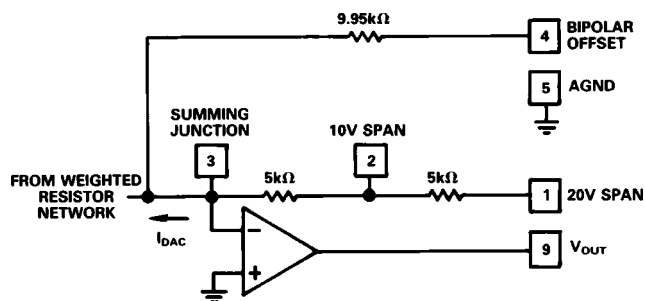 9.95kΩ
4
BIPOLAR
OFFSET
5
AGND
SUMMING
JUNCTION
10V SPAN
3
2
FROM WEIGHTED
RESISTOR
NETWORK
5kΩ
5kΩ
1
20V SPAN
IDAC
−
+
9
VOUT